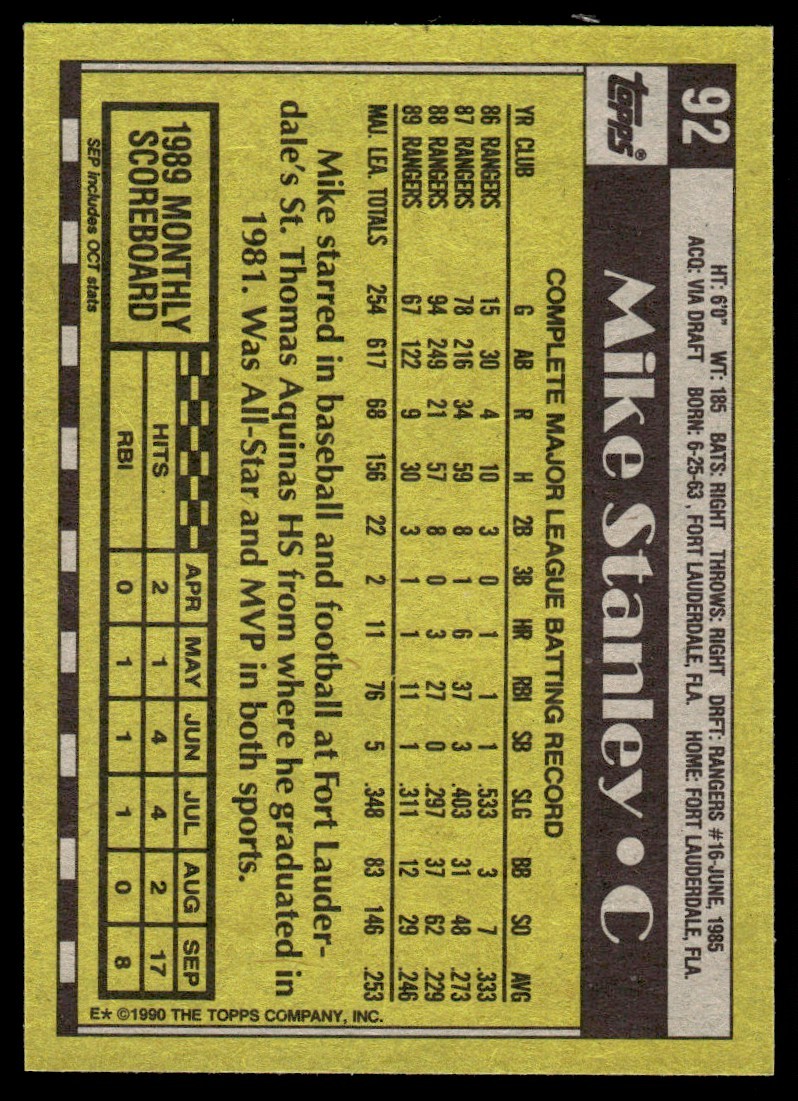 92
HT: 6'0" WT: 185 BATS: RIGHT THROWS: RIGHT DRFT: RANGERS #16-JUNE, 1985
ACQ: VIA DRAFT BORN: 6-25-63 , FORT LAUDERDALE, FLA. HOME: FORT LAUDERDALE, FLA.
topps®
Mike Stanley • C
COMPLETE MAJOR LEAGUE BATTING RECORD
YR CLUB G AB R H 2B 3B HR RBI SB SLG BB SO AVG
86 RANGERS 15 30 4 10 3 0 1 1 1 .533 3 7 .333
87 RANGERS 78 216 34 59 8 1 6 37 3 .403 31 48 .273
88 RANGERS 94 249 21 57 8 0 3 27 0 .297 37 62 .229
89 RANGERS 67 122 9 30 3 1 1 11 1 .311 12 29 .246
MAJ. LEA. TOTALS 254 617 68 156 22 2 11 76 5 .348 83 146 .253
Mike starred in baseball and football at Fort Lauder-
dale's St. Thomas Aquinas HS from where he graduated in
1981. Was All-Star and MVP in both sports.
1989 MONTHLY
SCOREBOARD
APR MAY JUN JUL AUG SEP
HITS 2 1 4 4 2 17
RBI 0 1 1 1 0 8
SEP includes OCT stats
E* ©1990 THE TOPPS COMPANY, INC.